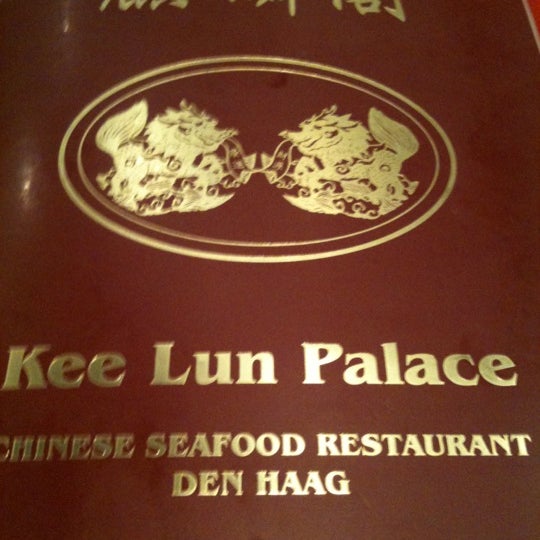 Kee Lun Palace
CHINESE SEAFOOD RESTAURANT
DEN HAAG